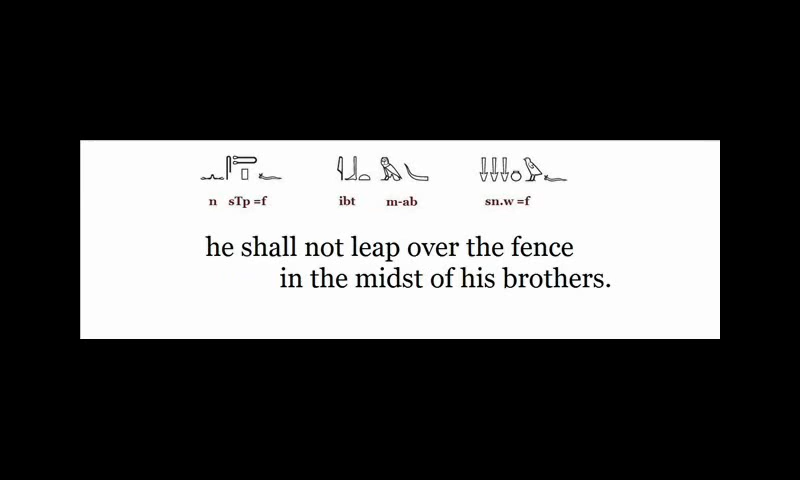 n sTp =f ibt m-ab sn.w =f
he shall not leap over the fence
in the midst of his brothers.